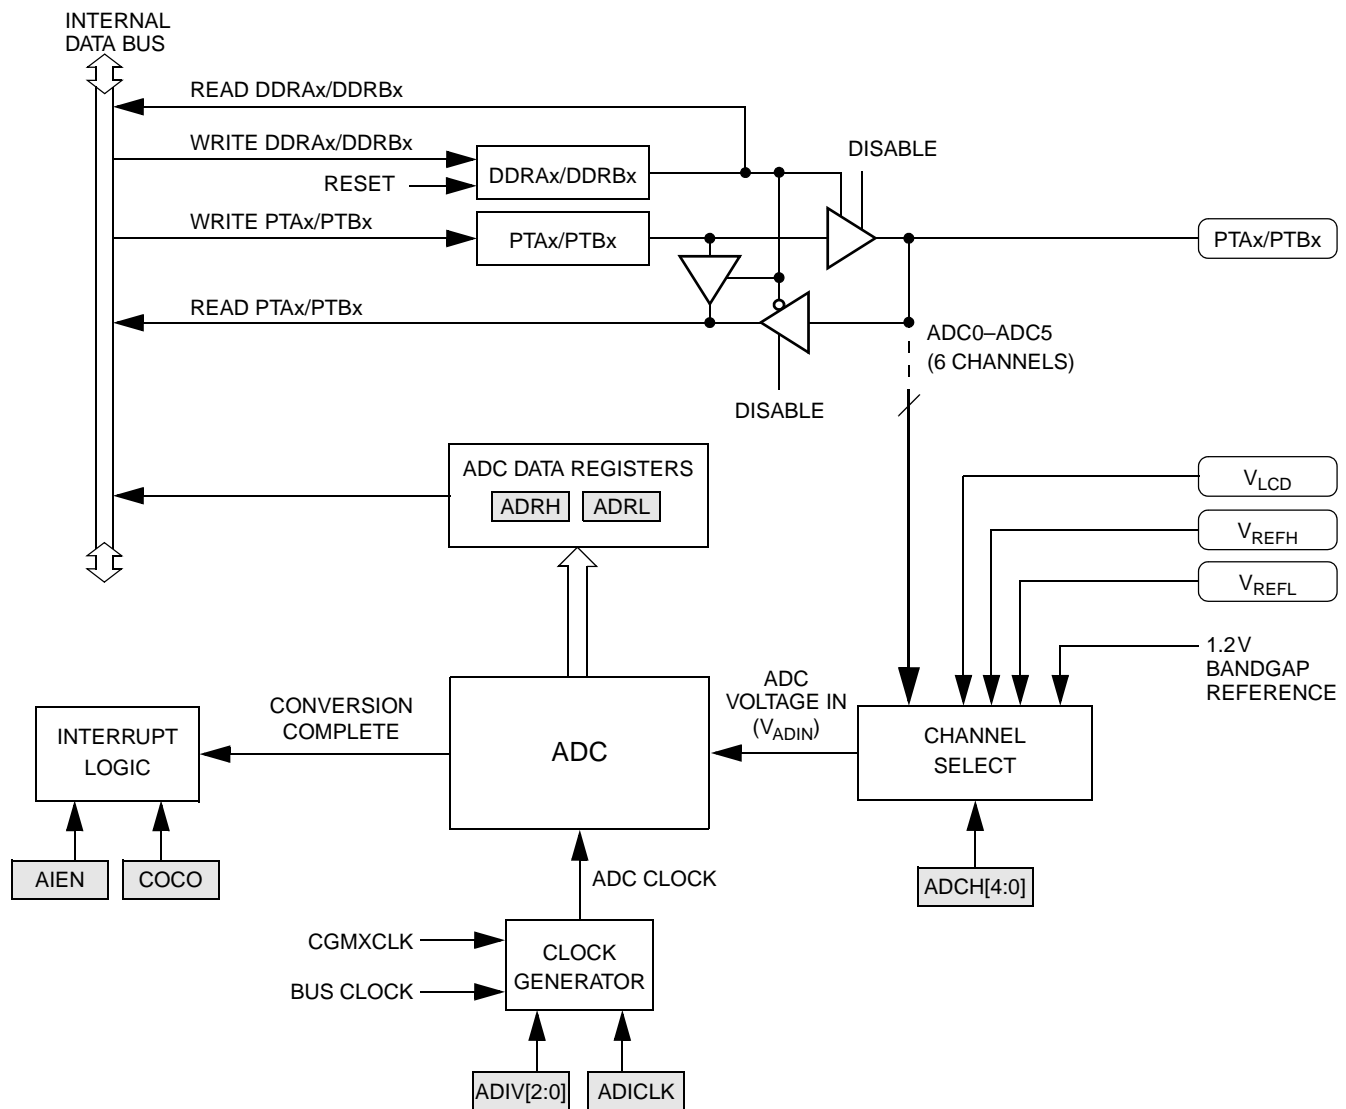 INTERNAL
DATA BUS
READ DDRAx/DDRBx
WRITE DDRAx/DDRBx
DISABLE
DDRAx/DDRBx
RESET
WRITE PTAx/PTBx
PTAx/PTBx
PTAx/PTBx
READ PTAx/PTBx
ADC0–ADC5
(6 CHANNELS)
DISABLE
ADC DATA REGISTERS
ADRH ADRL
VLCD
VREFH
VREFL
1.2V
BANDGAP
REFERENCE
ADC
VOLTAGE IN
(VADIN)
CONVERSION
COMPLETE
INTERRUPT
LOGIC
ADC
CHANNEL
SELECT
AIEN
COCO
ADC CLOCK
ADCH[4:0]
CGMXCLK
BUS CLOCK
CLOCK
GENERATOR
ADIV[2:0]
ADICLK